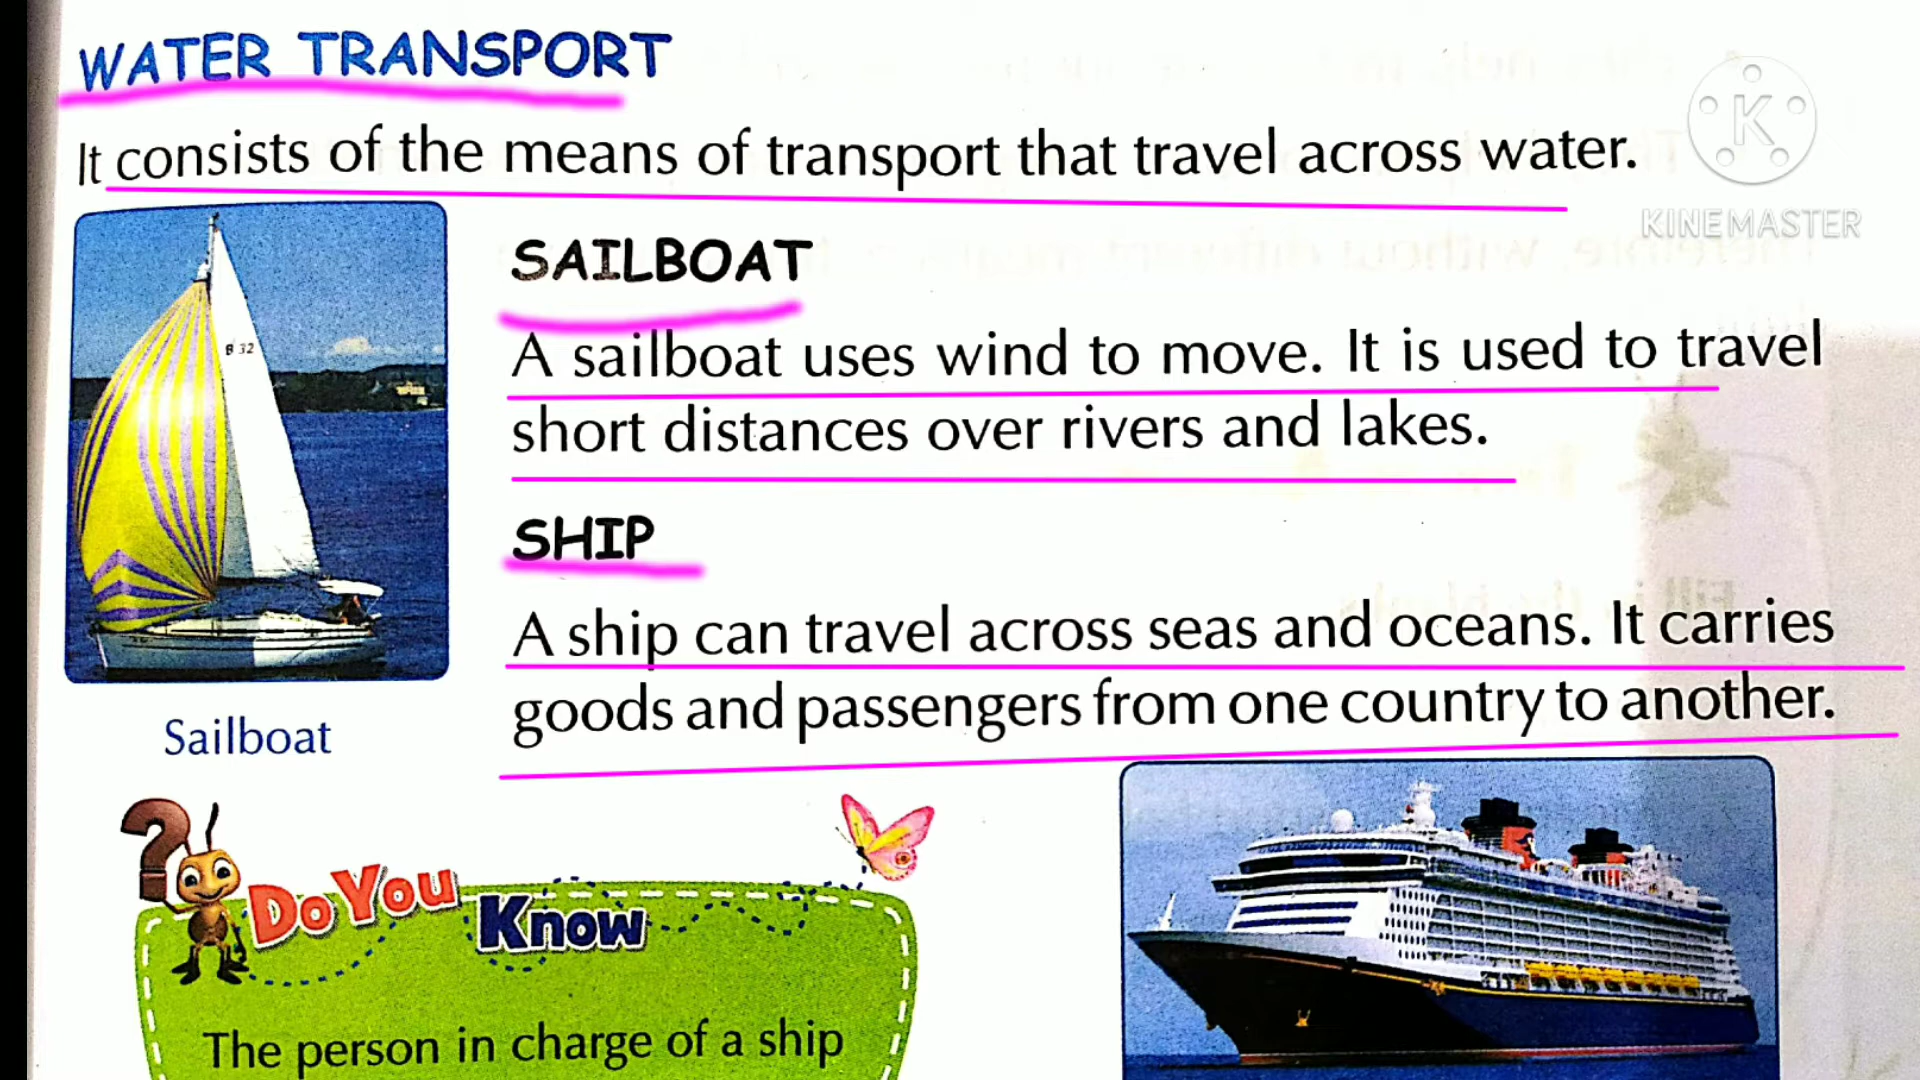 WATER TRANSPORT
It consists of the means of transport that travel across water.
K
KINEMASTER
B 32
SAILBOAT
A sailboat uses wind to move. It is used to travel
short distances over rivers and lakes.
SHIP
A ship can travel across seas and oceans. It carries
goods and passengers from one country to another.
Sailboat
? Do You
Know
The person in charge of a ship